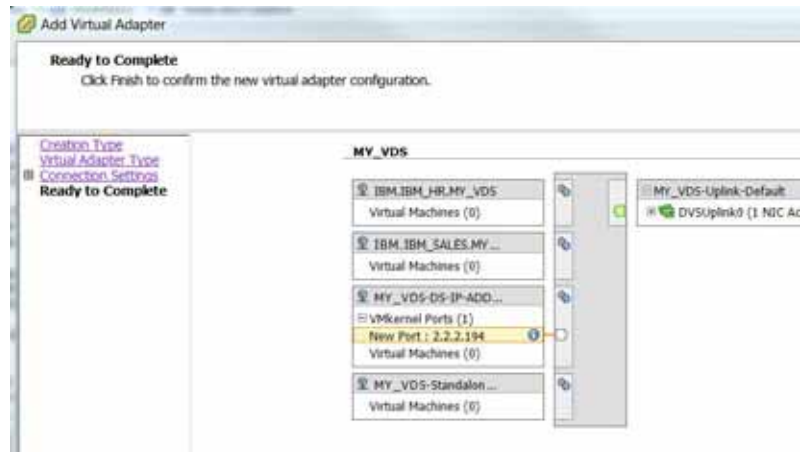 Add Virtual Adapter
Ready to Complete
Click Finish to confirm the new virtual adapter configuration.
Creation Type
Virtual Adapter Type
Connection Settings
Ready to Complete
MY_VDS
IBM.IBM_HR.MY_VDS
Virtual Machines (0)
IBM.IBM_SALES.MY...
Virtual Machines (0)
MY_VDS-DS-IP-ADD...
VMkernel Ports (1)
New Port : 2.2.2.194
Virtual Machines (0)
MY_VDS-Standalon...
Virtual Machines (0)
MY_VDS-Uplink-Default
DVSUplink0 (1 NIC Ad